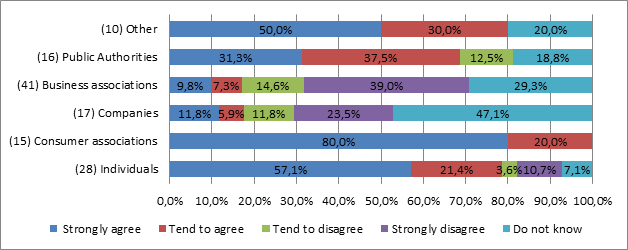 (10) Other 50,0% 30,0% 20,0%
(16) Public Authorities 31,3% 37,5% 12,5% 18,8%
(41) Business associations 9,8% 7,3% 14,6% 39,0% 29,3%
(17) Companies 11,8% 5,9% 11,8% 23,5% 47,1%
(15) Consumer associations 80,0% 20,0%
(28) Individuals 57,1% 21,4% 3,6% 10,7% 7,1%
0,0% 10,0% 20,0% 30,0% 40,0% 50,0% 60,0% 70,0% 80,0% 90,0% 100,0%
Strongly agree Tend to agree Tend to disagree Strongly disagree Do not know